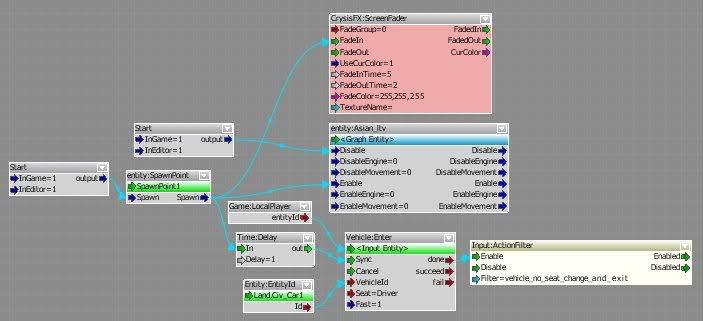 CrysisFX:ScreenFader
FadeGroup=0 FadedIn
FadeIn FadedOut
FadeOut CurColor
UseCurColor=1
FadeInTime=5
FadeOutTime=2
FadeColor=255,255,255
TextureName=
Start
InGame=1 output
InEditor=1
entity:Asian_ltv
<Graph Entity>
Disable Disable
DisableEngine=0 DisableEngine
DisableMovement=0 DisableMovement
Enable Enable
EnableEngine=0 EnableEngine
EnableMovement=0 EnableMovement
Start
InGame=1 output
InEditor=1
entity:SpawnPoint
SpawnPoint1
Spawn Spawn
Game:LocalPlayer
entityId
Time:Delay
In out
Delay=1
Vehicle:Enter
<Input Entity>
Sync done
Cancel succeed
VehicleId fail
Seat=Driver
Fast=1
Input:ActionFilter
Enable Enabled
Disable Disabled
Filter=vehicle_no_seat_change_and_exit
Entity:EntityId
Land.Civ_Car1
Id